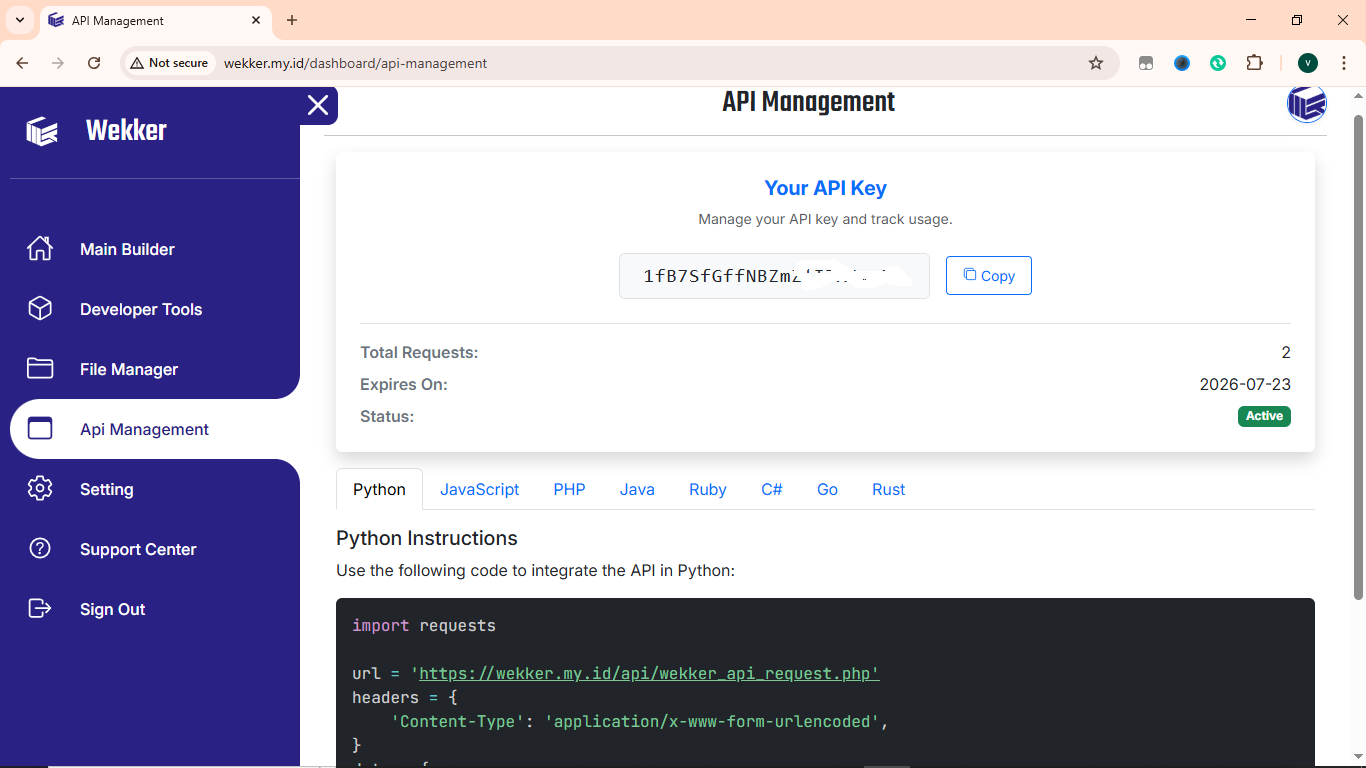 API Management
Not secure
wekker.my.id/dashboard/api-management
V
Wekker
Main Builder
Developer Tools
File Manager
Api Management
Setting
Support Center
Sign Out
API Management
Your API Key
Manage your API key and track usage.
1fB7SfGffNBZm
Copy
Total Requests: 2
Expires On: 2026-07-23
Status: Active
Python JavaScript PHP Java Ruby C# Go Rust
Python Instructions
Use the following code to integrate the API in Python:
import requests
url = 'https://wekker.my.id/api/wekker_api_request.php'
headers = {
'Content-Type': 'application/x-www-form-urlencoded',
}